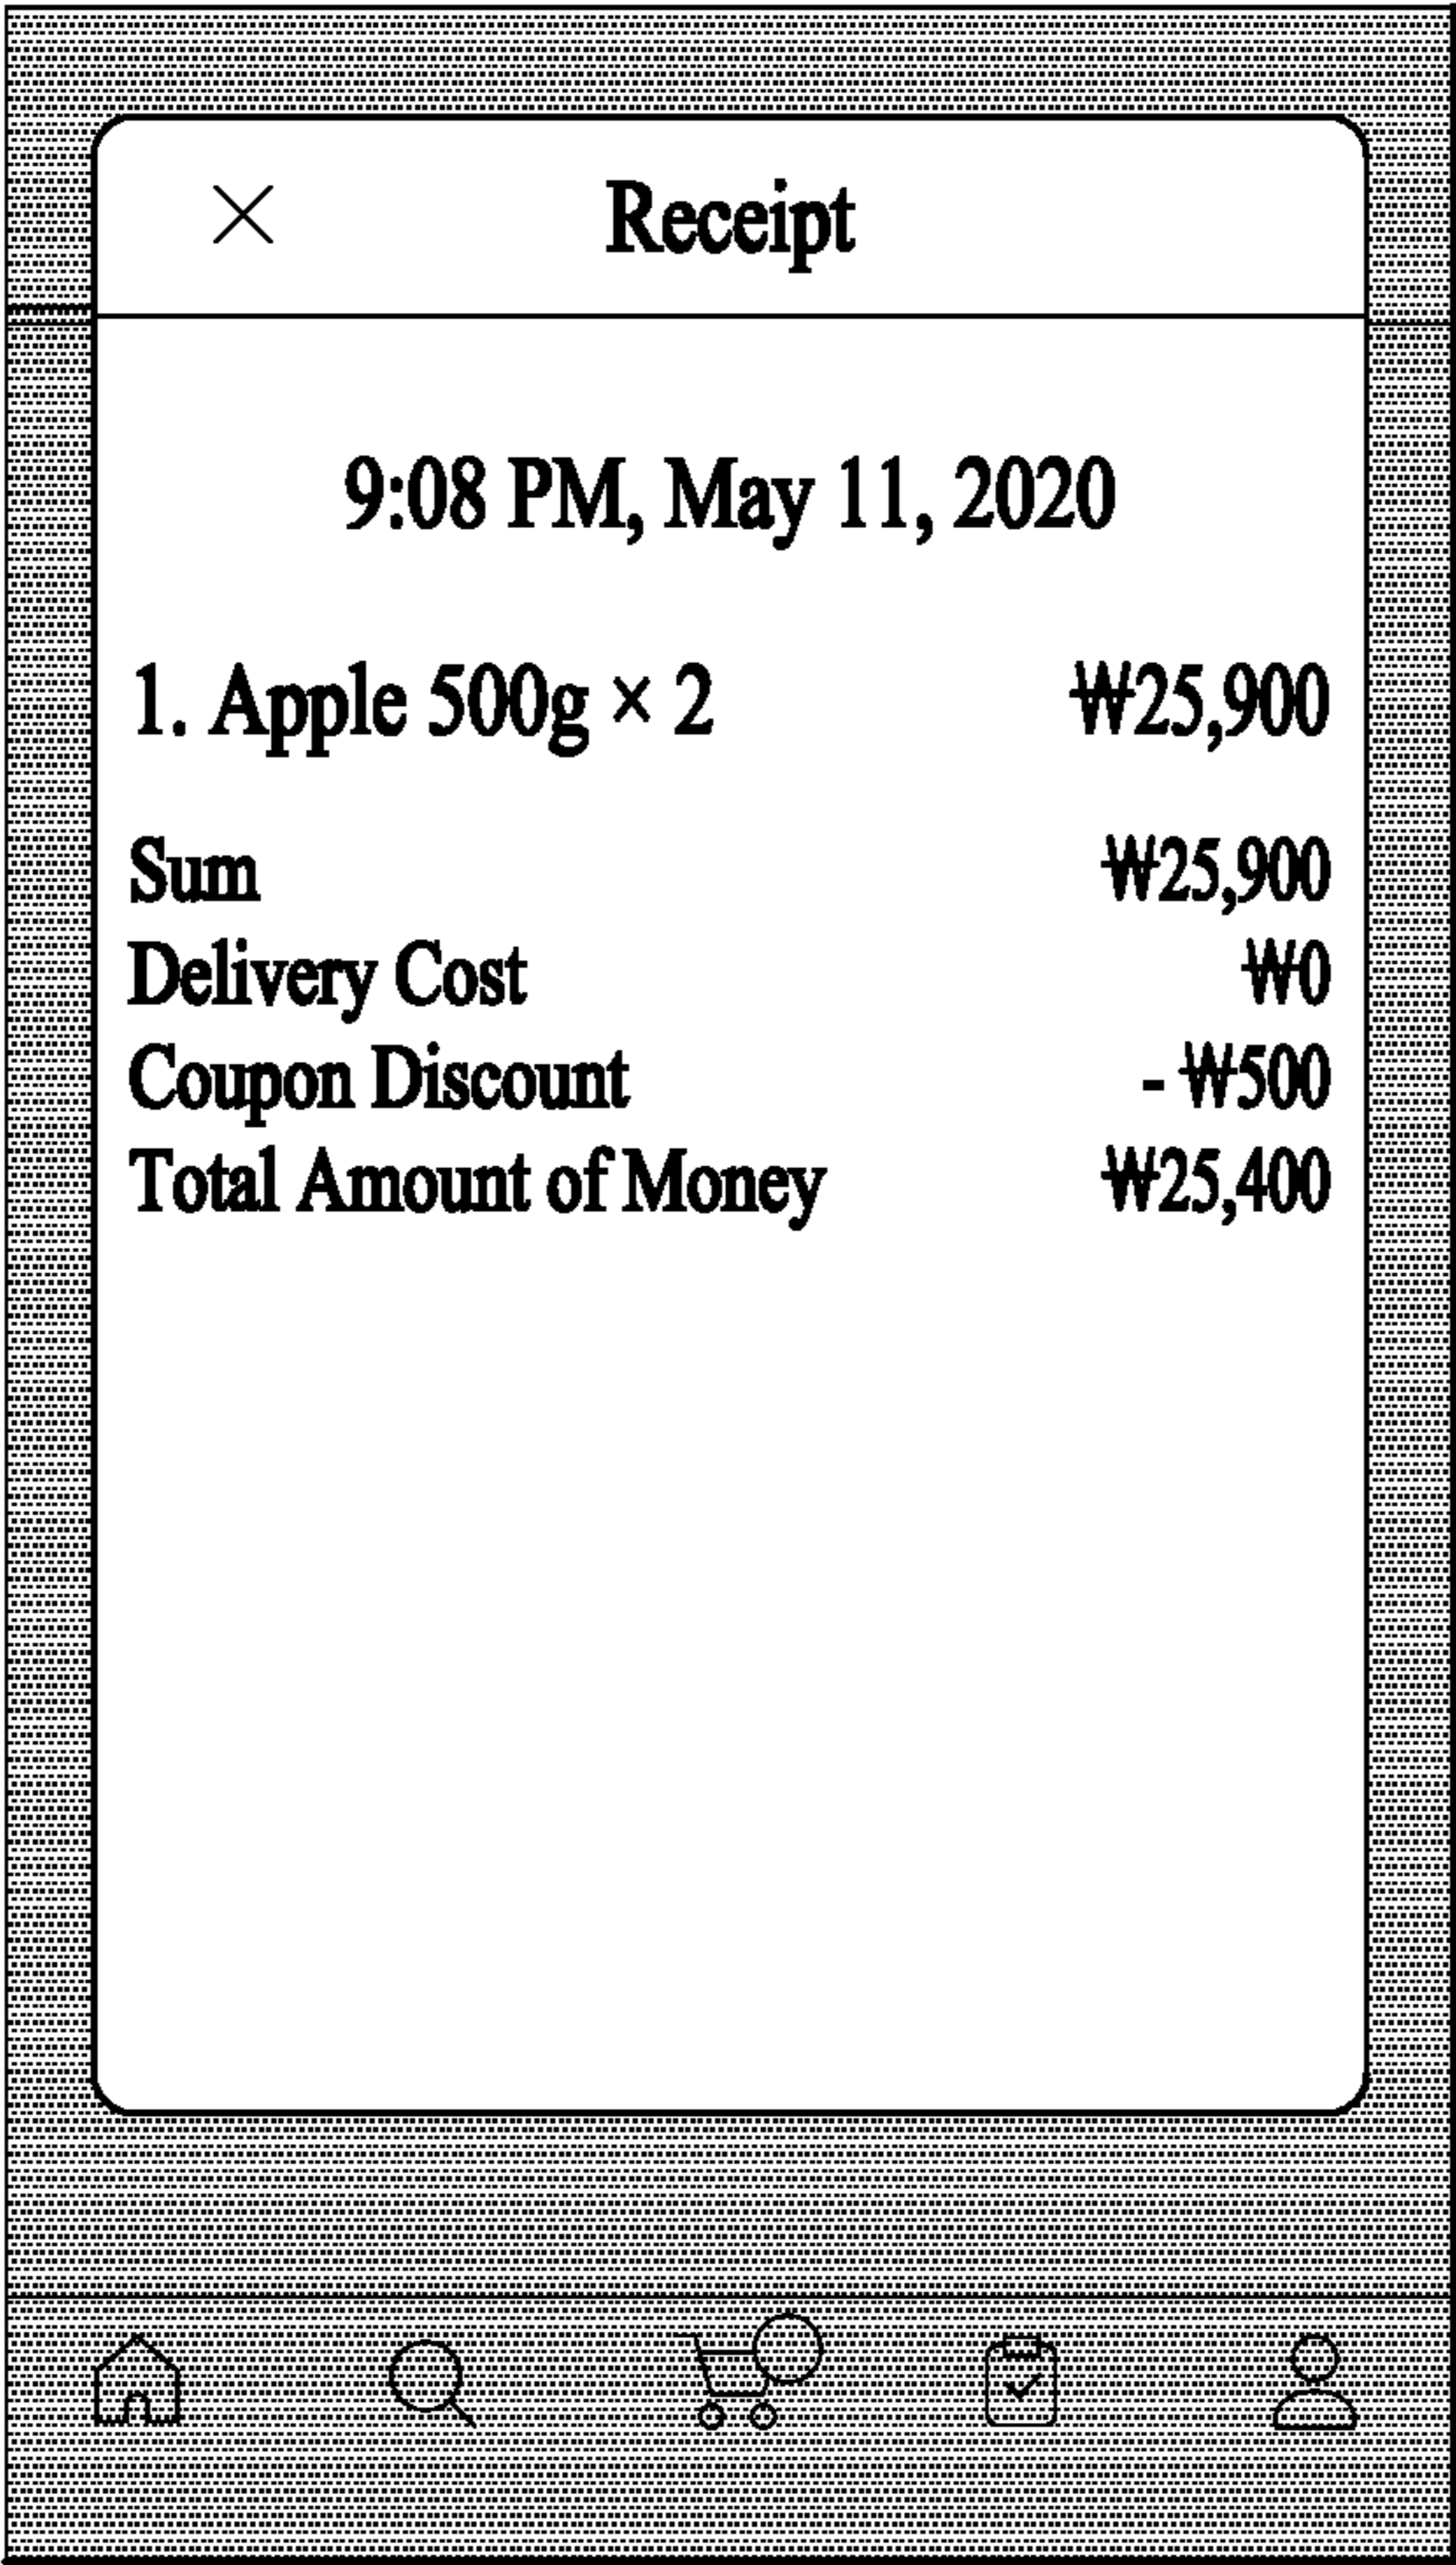 Receipt
9:08 PM, May 11, 2020
1. Apple 500g × 2 ₩25,900
Sum ₩25,900
Delivery Cost ₩0
Coupon Discount - ₩500
Total Amount of Money ₩25,400